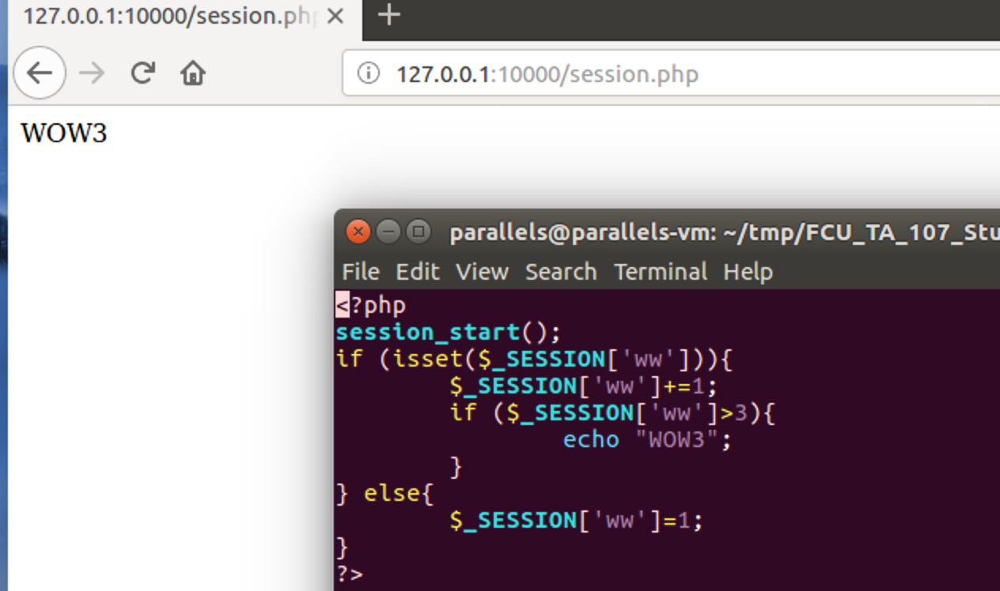 127.0.0.1:10000/session.php
127.0.0.1:10000/session.php
WOW3
parallels@parallels-vm: ~/tmp/FCU_TA_107_Stu
File Edit View Search Terminal Help
<?php
session_start();
if (isset($_SESSION['ww'])){
        $_SESSION['ww']+=1;
        if ($_SESSION['ww']>3){
                echo "WOW3";
        }
} else{
        $_SESSION['ww']=1;
}
?>